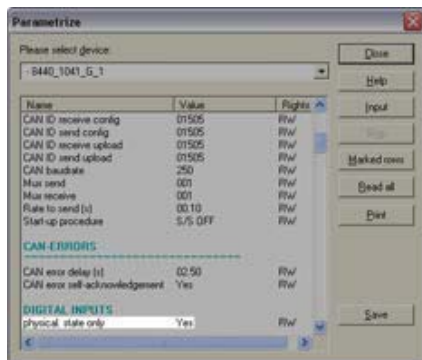 Parametrize
Please select device:
- 8440_1041_G_1
Close
Help
Input
Marked rows
Read all
Print
Save
Name Value Rights
CAN ID receive config 01505 RW
CAN ID send config 01505 RW
CAN ID receive upload 01505 RW
CAN ID send upload 01505 RW
CAN baudrate 250 RW
Mux send 001 RW
Mux receive 001 RW
Rate to send (s) 00.10 RW
Start-up procedure S/S OFF RW
CAN-ERRORS
CAN error delay (s) 02.50 RW
CAN error self-acknowledgement Yes RW
DIGITAL INPUTS
physical state only Yes RW